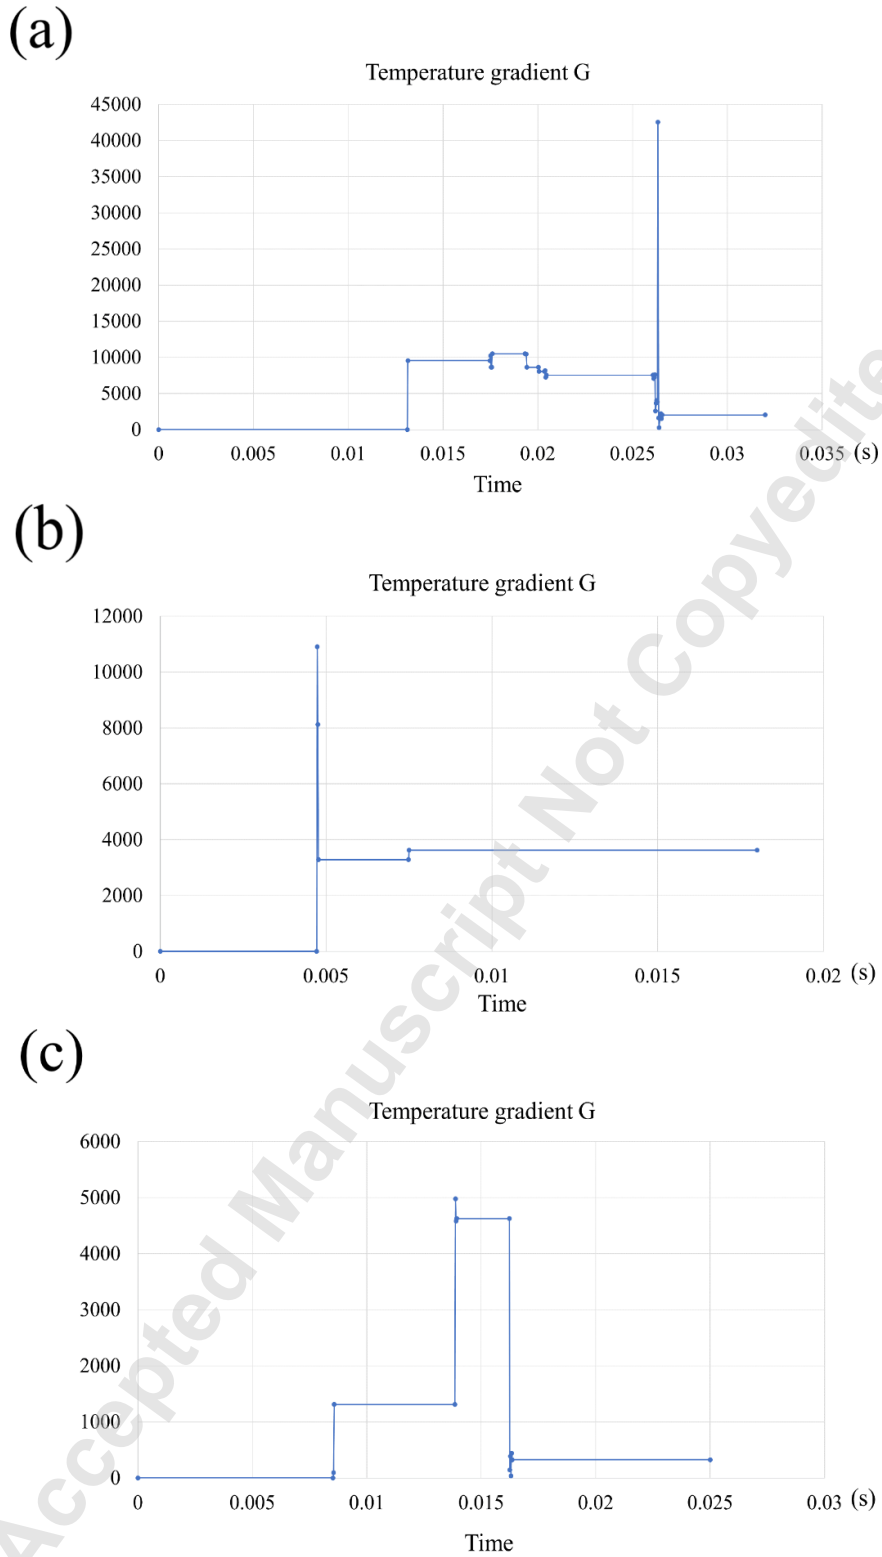 (a)
Temperature gradient G
45000
40000
35000
30000
25000
20000
15000
10000
5000
0
0 0.005 0.01 0.015 0.02 0.025 0.03 0.035 (s)
Time
(b)
Temperature gradient G
12000
10000
8000
6000
4000
2000
0
0 0.005 0.01 0.015 0.02 (s)
Time
(c)
Temperature gradient G
6000
5000
4000
3000
2000
1000
0
0 0.005 0.01 0.015 0.02 0.025 0.03 (s)
Time
Accepted Manuscript Not Copyedite